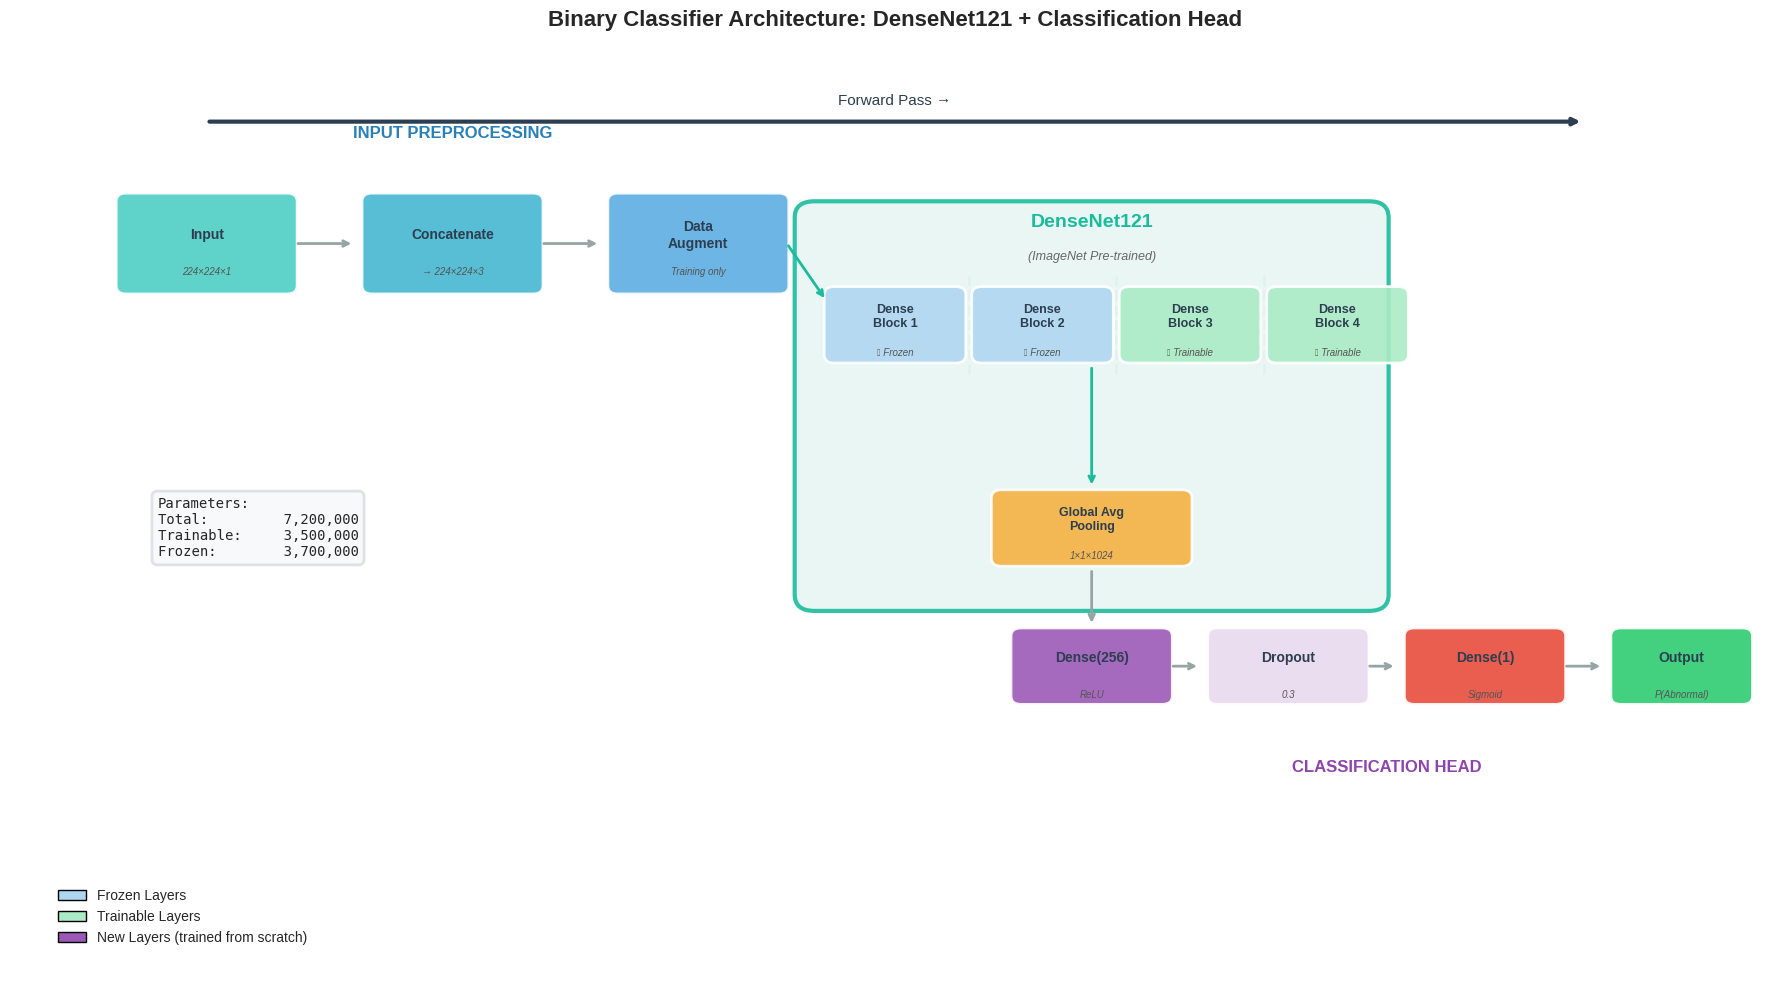 Binary Classifier Architecture: DenseNet121 + Classification Head
Forward Pass →
INPUT PREPROCESSING
Input
224×224×1
Concatenate
→ 224×224×3
Data
Augment
Training only
DenseNet121
(ImageNet Pre-trained)
Dense
Block 1
▯ Frozen
Dense
Block 2
▯ Frozen
Dense
Block 3
▯ Trainable
Dense
Block 4
▯ Trainable
Parameters:
Total: 7,200,000
Trainable: 3,500,000
Frozen: 3,700,000
Global Avg
Pooling
1×1×1024
Dense(256)
ReLU
Dropout
0.3
Dense(1)
Sigmoid
Output
P(Abnormal)
CLASSIFICATION HEAD
Frozen Layers
Trainable Layers
New Layers (trained from scratch)